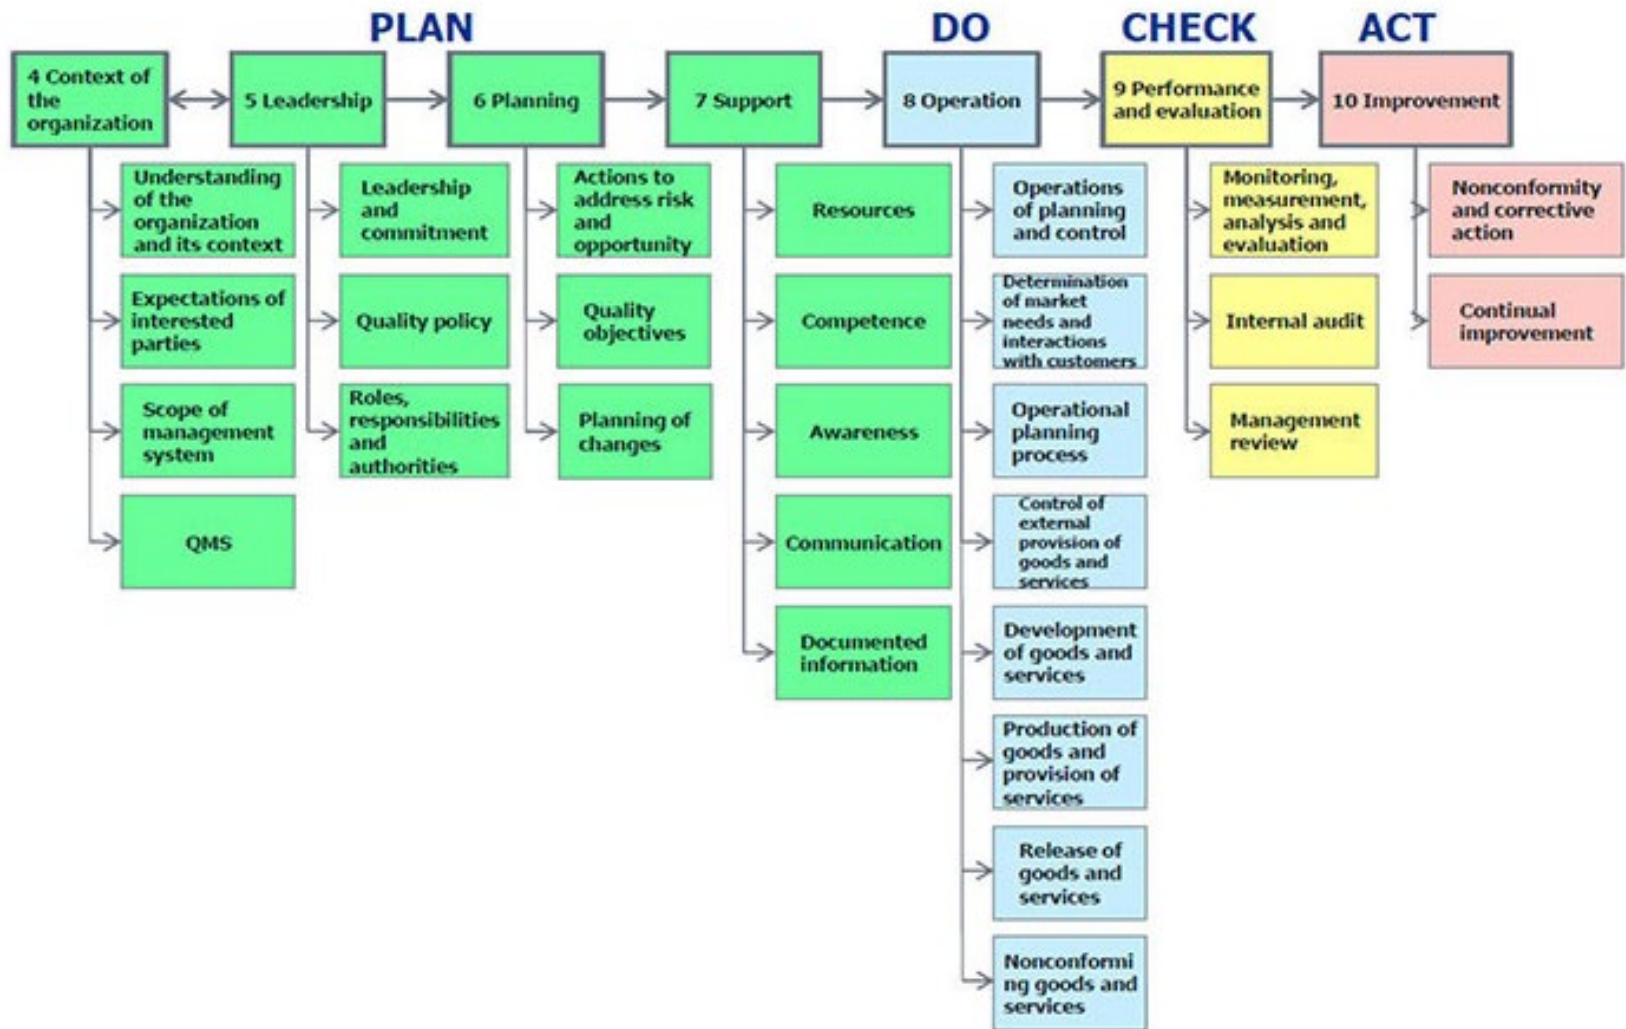 PLAN
DO
CHECK
ACT
4 Context of
the
organization
5 Leadership
6 Planning
7 Support
8 Operation
9 Performance
and evaluation
10 Improvement
Understanding
of the
organization
and its context
Expectations of
interested
parties
Scope of
management
system
QMS
Leadership
and
commitment
Quality policy
Roles,
responsibilities
and
authorities
Actions to
address risk
and
opportunity
Quality
objectives
Planning of
changes
Resources
Competence
Awareness
Communication
Documented
information
Operations
of planning
and control
Determination
of market
needs and
interactions
with customers
Operational
planning
process
Control of
external
provision of
goods and
services
Development
of goods and
services
Production of
goods and
provision of
services
Release of
goods and
services
Nonconformi
ng goods and
services
Monitoring,
measurement,
analysis and
evaluation
Internal audit
Management
review
Nonconformity
and corrective
action
Continual
improvement